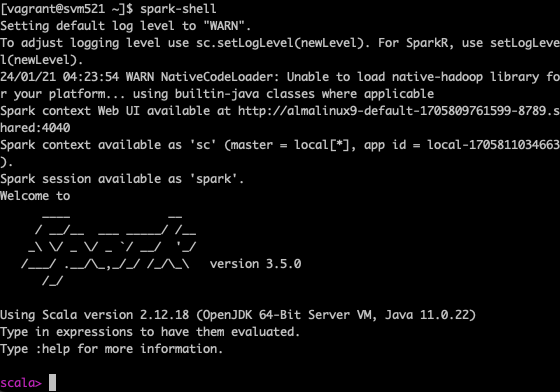 [vagrant@svm521 ~]$ spark-shell
Setting default log level to "WARN".
To adjust logging level use sc.setLogLevel(newLevel). For SparkR, use setLogLeve
l(newLevel).
24/01/21 04:23:54 WARN NativeCodeLoader: Unable to load native-hadoop library fo
r your platform... using builtin-java classes where applicable
Spark context Web UI available at http://almalinux9-default-1705809761599-8789.s
hared:4040
Spark context available as 'sc' (master = local[*], app id = local-1705811034663
).
Spark session available as 'spark'.
Welcome to
      ____              __
     / __/__  ___ _____/ /__
    _\ \/ _ \/ _ `/ __/  '_/
   /___/ .__/\_,_/_/ /_/\_\   version 3.5.0
      /_/
Using Scala version 2.12.18 (OpenJDK 64-Bit Server VM, Java 11.0.22)
Type in expressions to have them evaluated.
Type :help for more information.
scala>